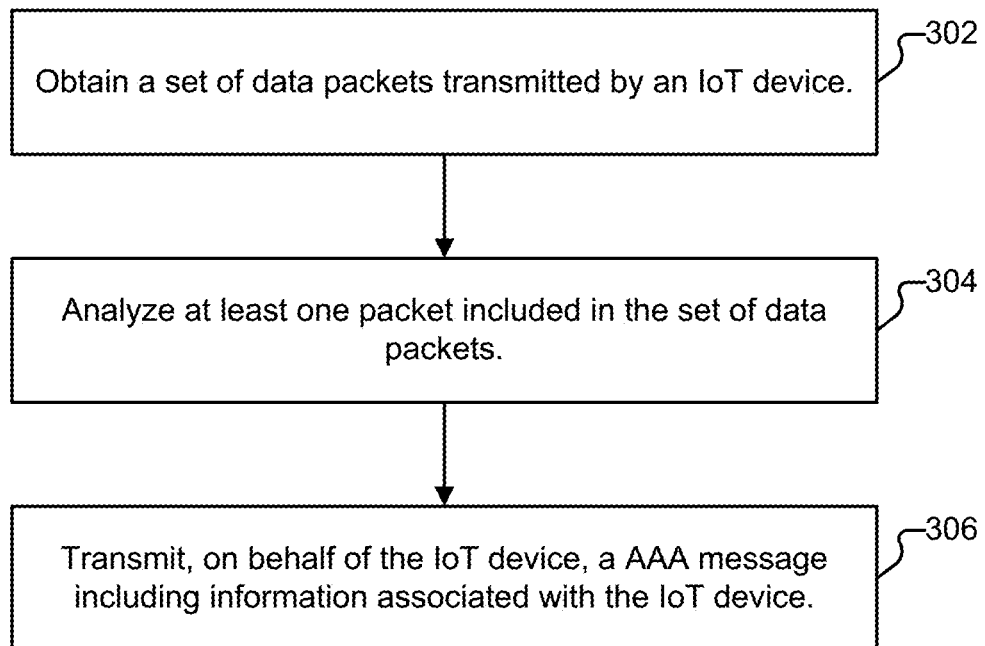 302
Obtain a set of data packets transmitted by an IoT device.
304
Analyze at least one packet included in the set of data
packets.
306
Transmit, on behalf of the IoT device, a AAA message
including information associated with the IoT device.